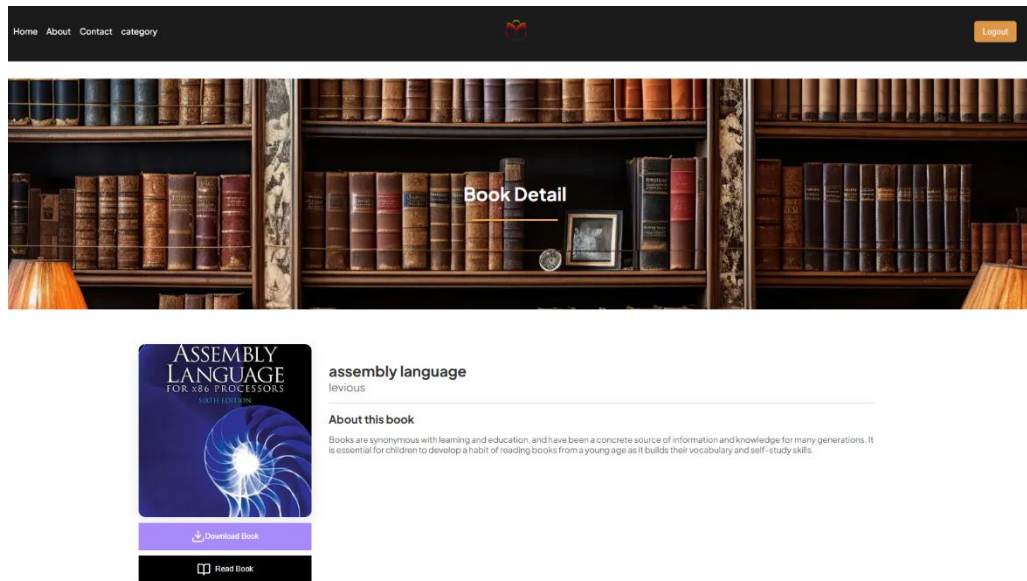 Home About Contact category
Logout
Book Detail
ASSEMBLY
LANGUAGE
FOR x86 PROCESSORS
SIXTH EDITION
assembly language
levious
About this book
Books are synonymous with learning and education, and have been a concrete source of information and knowledge for many generations. It
is essential for children to develop a habit of reading books from a young age as it builds their vocabulary and self-study skills.
Download Book
Read Book